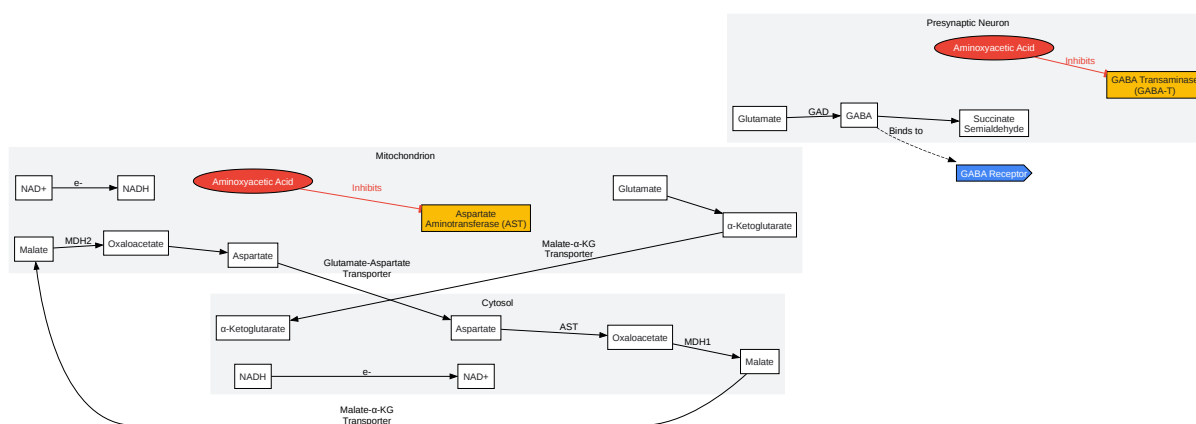 Presynaptic Neuron
Aminoxyacetic Acid
Inhibits
GABA Transaminase
(GABA-T)
Glutamate
GAD
GABA
Succinate
Semialdehyde
Binds to
GABA Receptor
Mitochondrion
NAD+
e-
NADH
Aminoxyacetic Acid
Inhibits
Aspartate
Aminotransferase (AST)
Glutamate
α-Ketoglutarate
Malate
MDH2
Oxaloacetate
Aspartate
Glutamate-Aspartate
Transporter
Malate-α-KG
Transporter
Cytosol
α-Ketoglutarate
Aspartate
AST
Oxaloacetate
MDH1
Malate
NADH
e-
NAD+
Malate-α-KG
Transporter